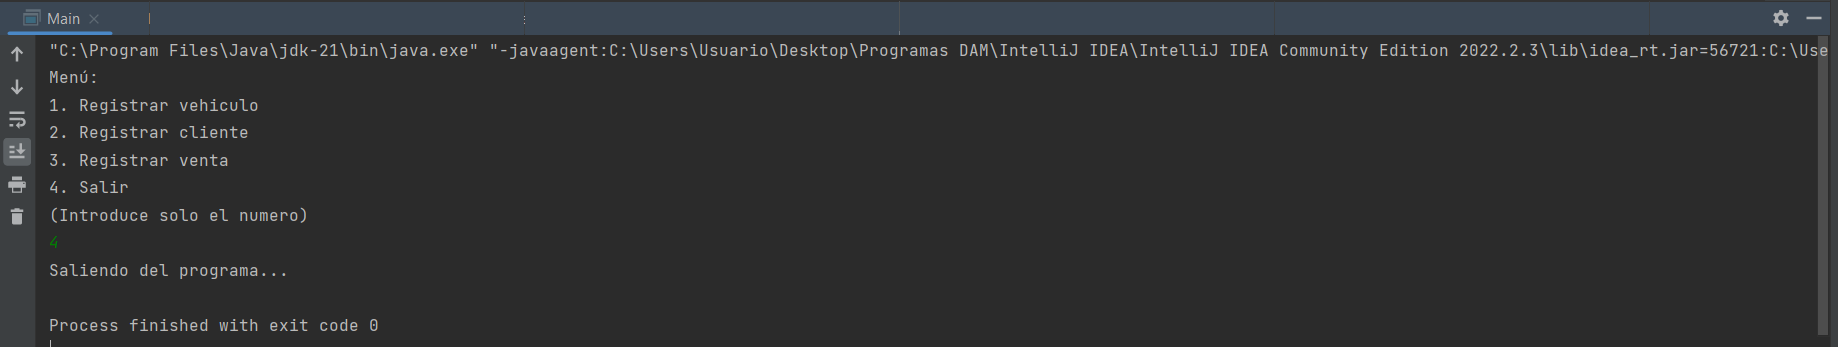 Main
"C:\Program Files\Java\jdk-21\bin\java.exe" "-javaagent:C:\Users\Usuario\Desktop\Programas DAM\IntelliJ IDEA\IntelliJ IDEA Community Edition 2022.2.3\lib\idea_rt.jar=56721:C:\Use
Menú:
1. Registrar vehiculo
2. Registrar cliente
3. Registrar venta
4. Salir
(Introduce solo el numero)
4
Saliendo del programa...
Process finished with exit code 0